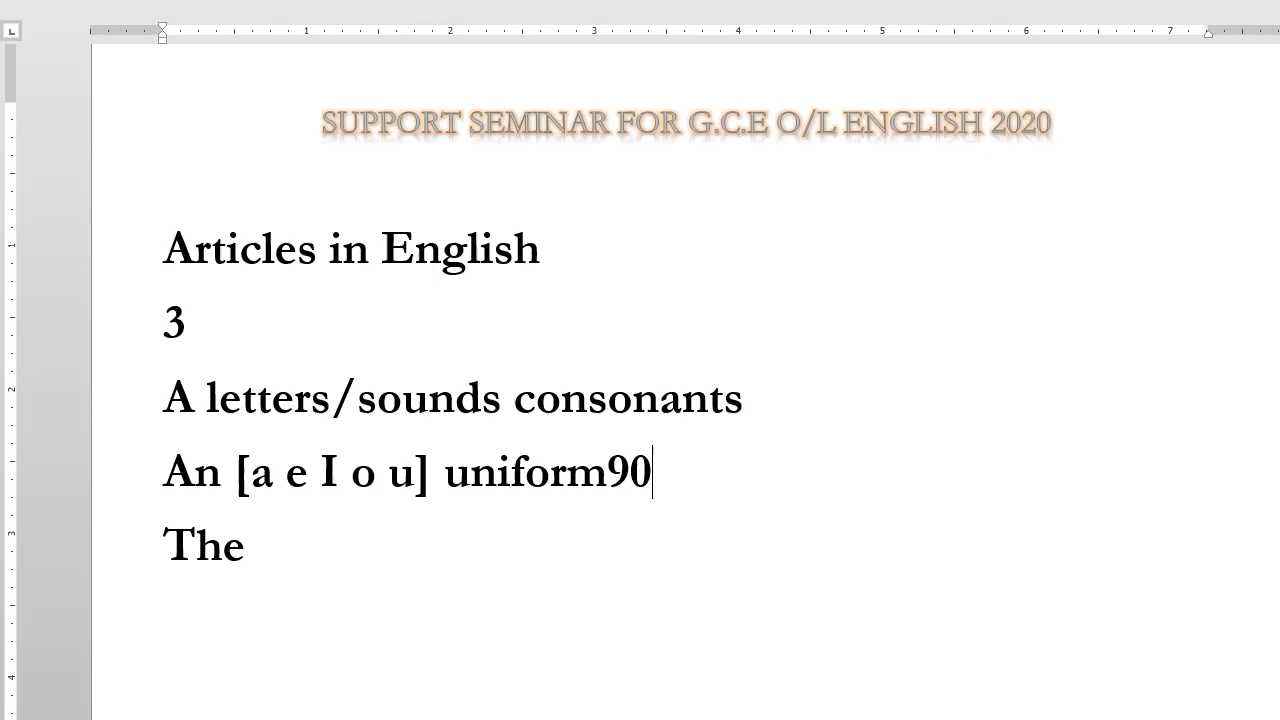 SUPPORT SEMINAR FOR G.C.E O/L ENGLISH 2020
Articles in English
3
A letters/sounds consonants
An [a e I o u] uniform90
The